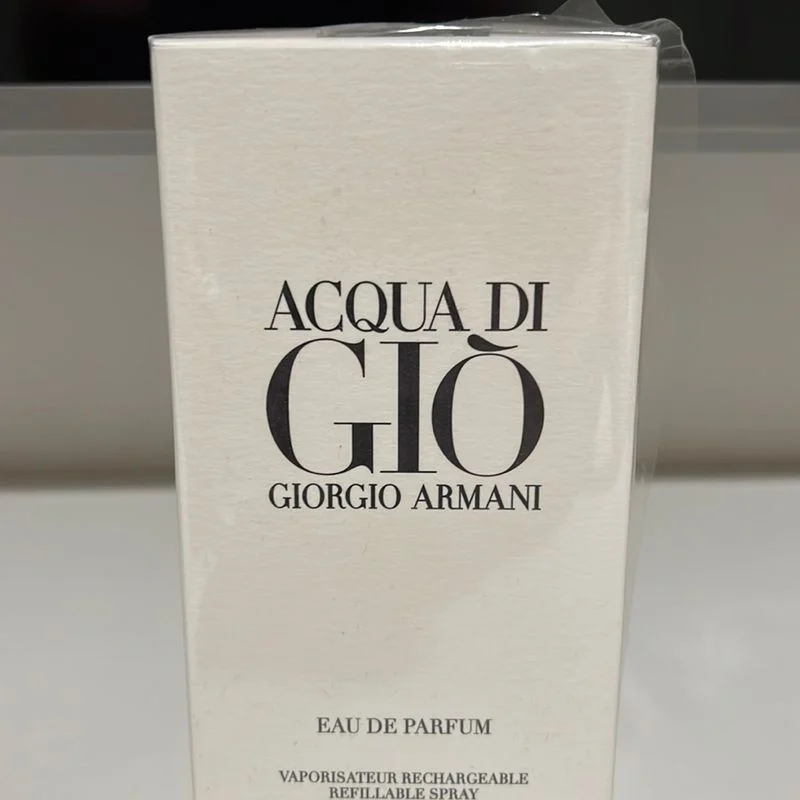 ACQUA DI
GIÒ
GIORGIO ARMANI
EAU DE PARFUM
VAPORISATEUR RECHARGEABLE
REFILLABLE SPRAY